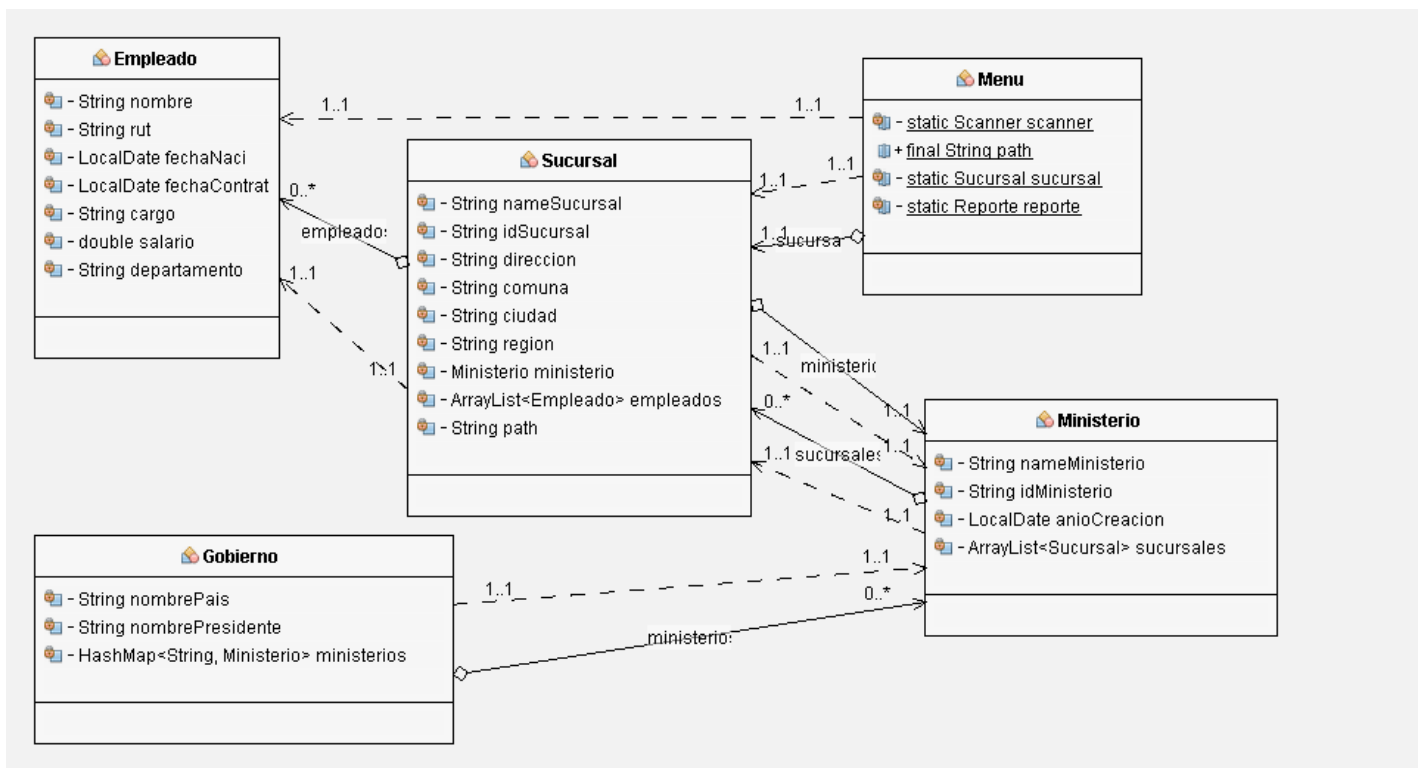 Empleado
- String nombre
- String rut
- LocalDate fechaNaci
- LocalDate fechaContrat
- String cargo
- double salario
- String departamento
Menu
- static Scanner scanner
+ final String path
- static Sucursal sucursal
- static Reporte reporte
1..1
1..1
Sucursal
- String nameSucursal
- String idSucursal
- String direccion
- String comuna
- String ciudad
- String region
- Ministerio ministerio
- ArrayList<Empleado> empleados
- String path
1..1
1..1
1..1
sucursa
0..*
empleados
1..1
1..1
ministerio
1..1
1..1
1..1
0..*
sucursales
1..1
1..1
Ministerio
- String nameMinisterio
- String idMinisterio
- LocalDate anioCreacion
- ArrayList<Sucursal> sucursales
Gobierno
- String nombrePais
- String nombrePresidente
- HashMap<String, Ministerio> ministerios
1..1
1..1
0..*
ministerios